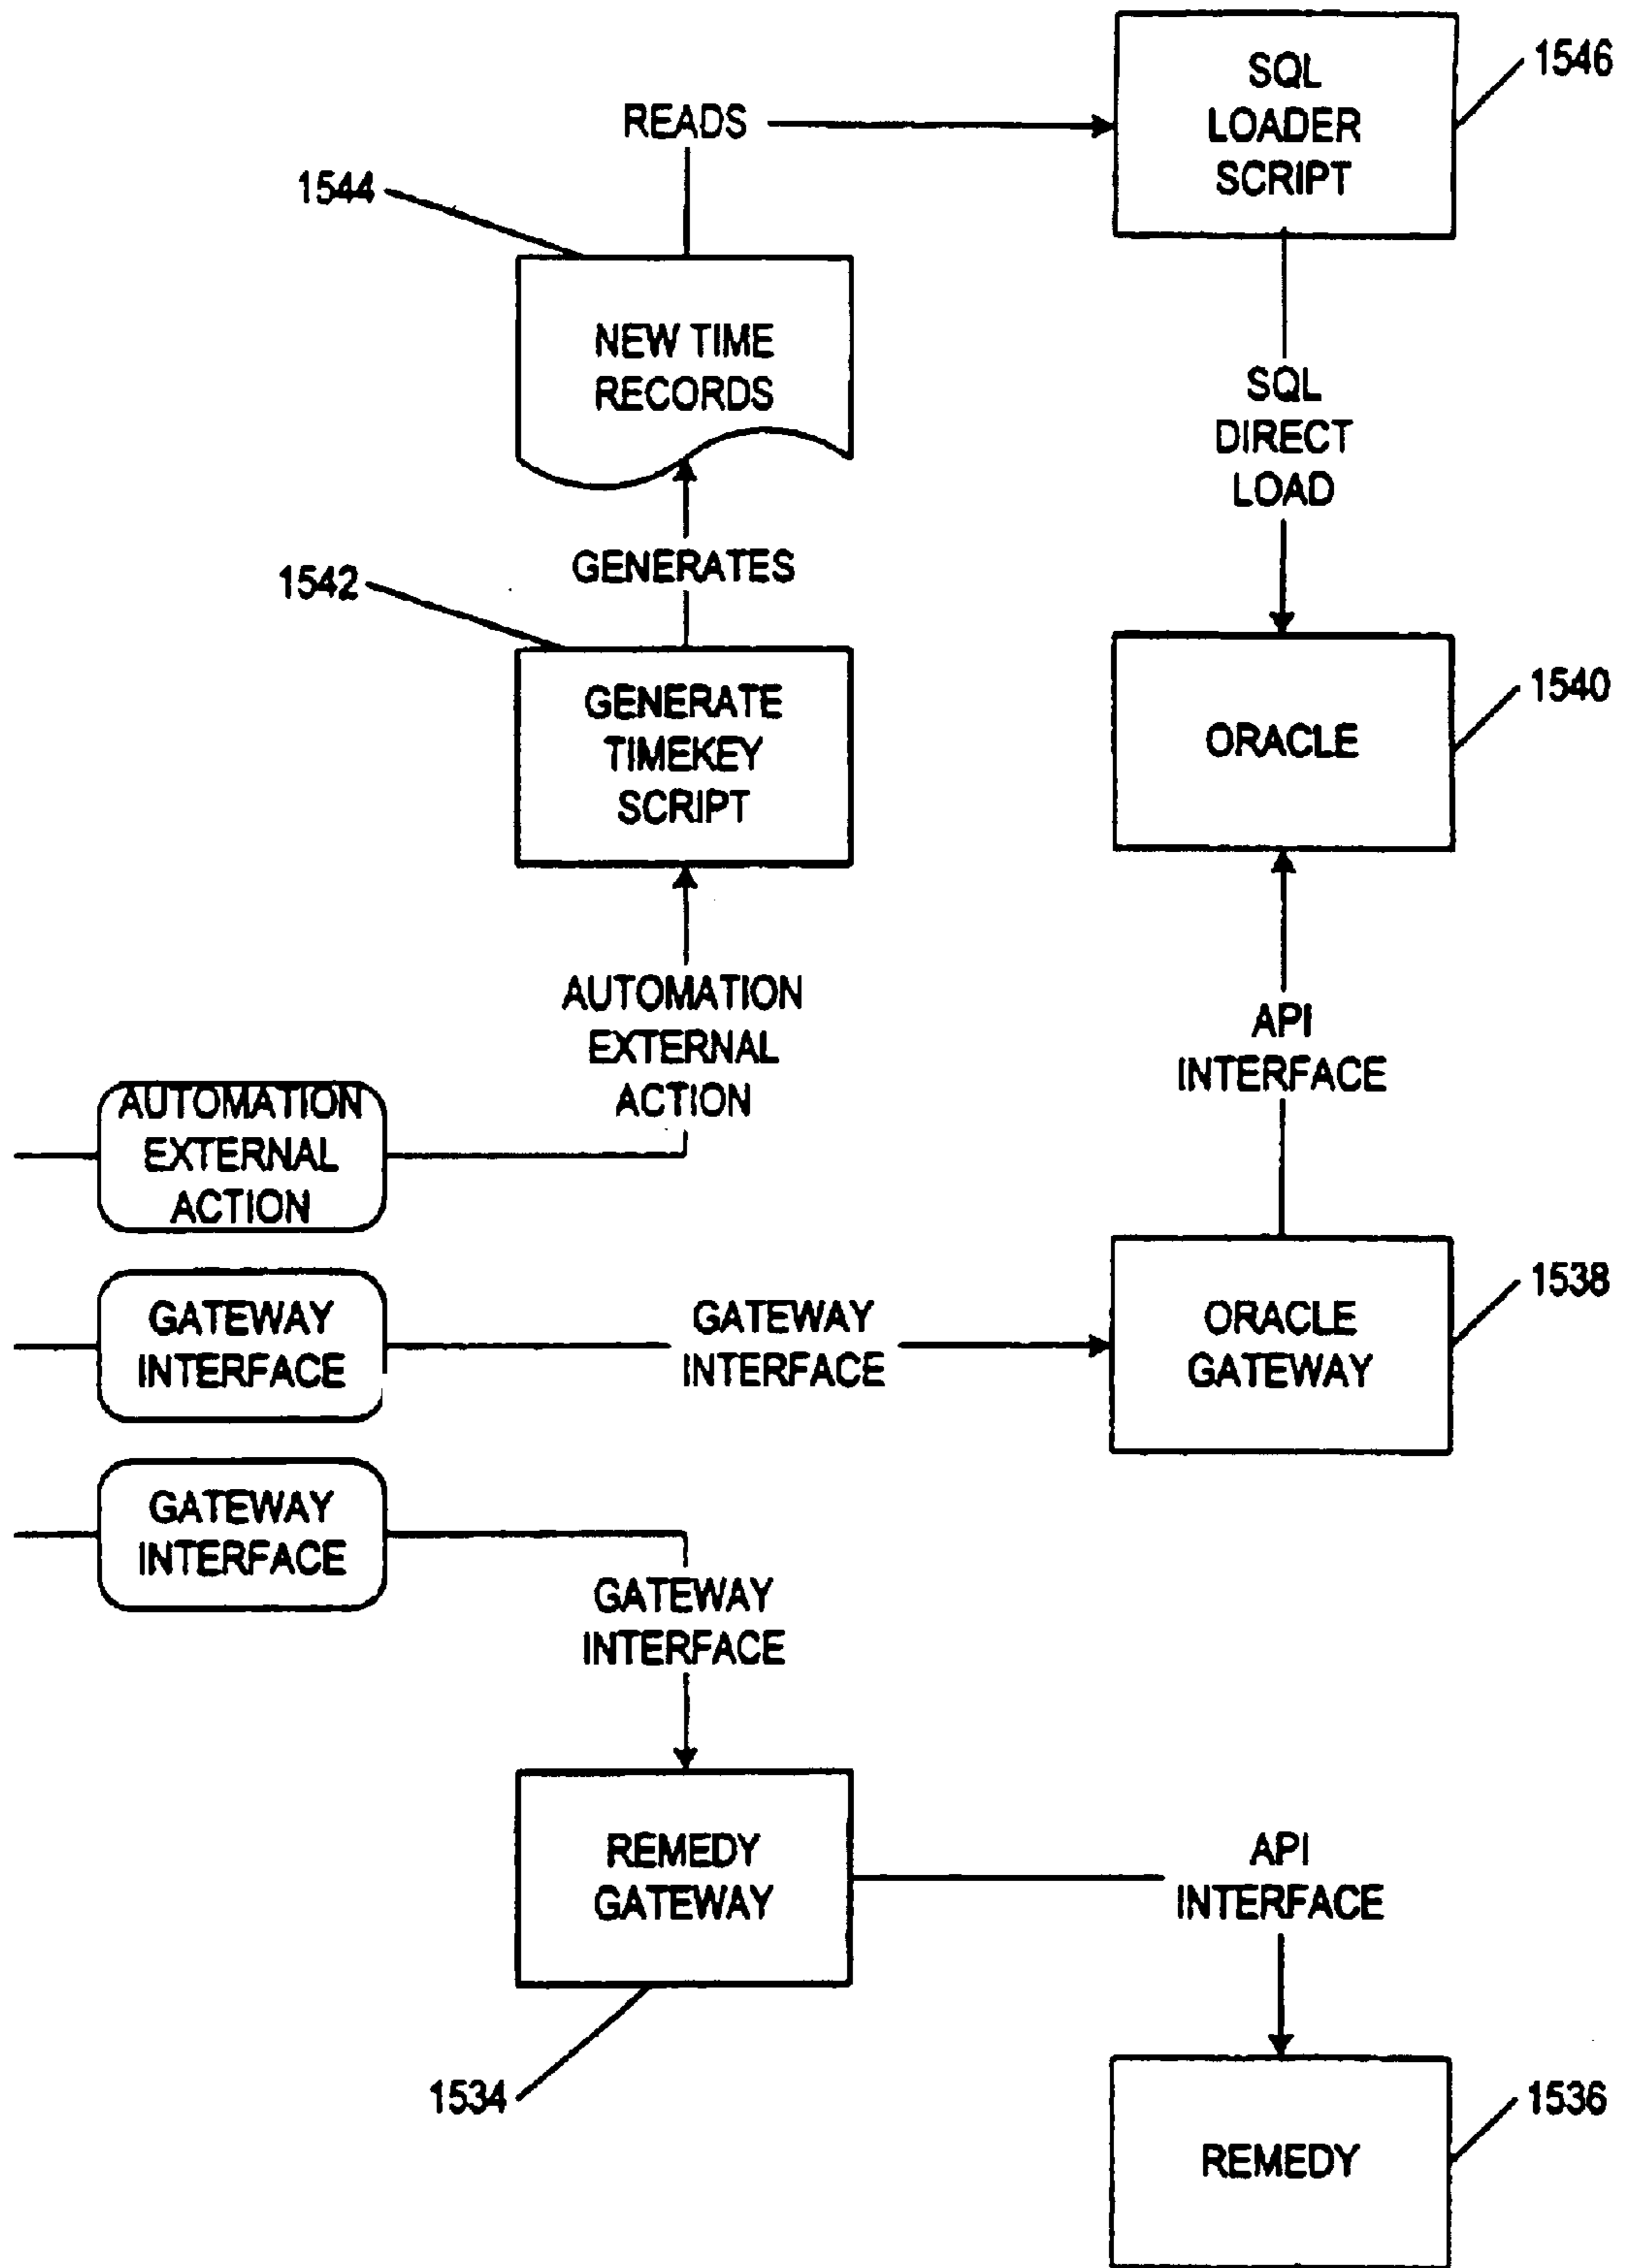 SQL
LOADER
SCRIPT
1546
READS
1544
NEW TIME
RECORDS
SQL
DIRECT
LOAD
GENERATES
1542
GENERATE
TIMEKEY
SCRIPT
ORACLE
1540
AUTOMATION
EXTERNAL
ACTION
API
INTERFACE
AUTOMATION
EXTERNAL
ACTION
GATEWAY
INTERFACE
GATEWAY
INTERFACE
ORACLE
GATEWAY
1538
GATEWAY
INTERFACE
GATEWAY
INTERFACE
REMEDY
GATEWAY
API
INTERFACE
1534
REMEDY
1536